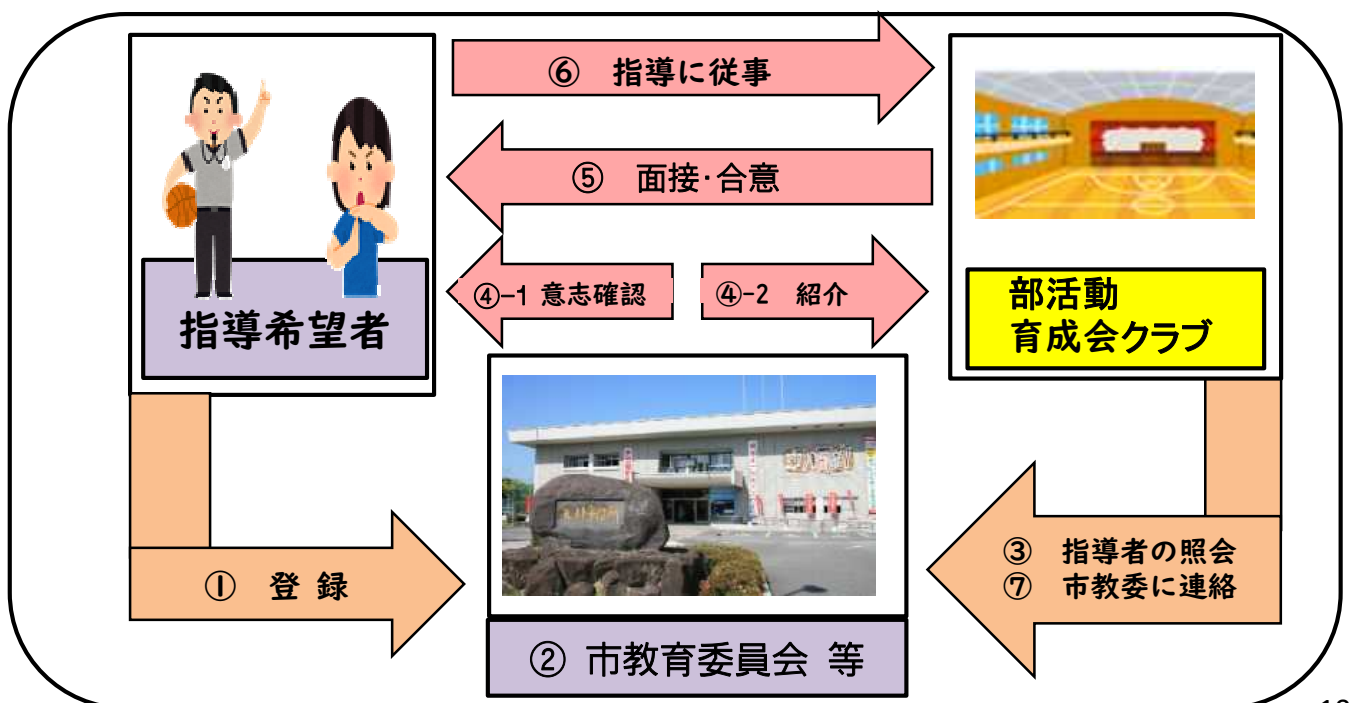 ⑥ 指導に従事
⑤ 面接・合意
④-1 意志確認
④-2 紹介
指導希望者
部活動
育成会クラブ
① 登 録
③ 指導者の照会
⑦ 市教委に連絡
② 市教育委員会 等